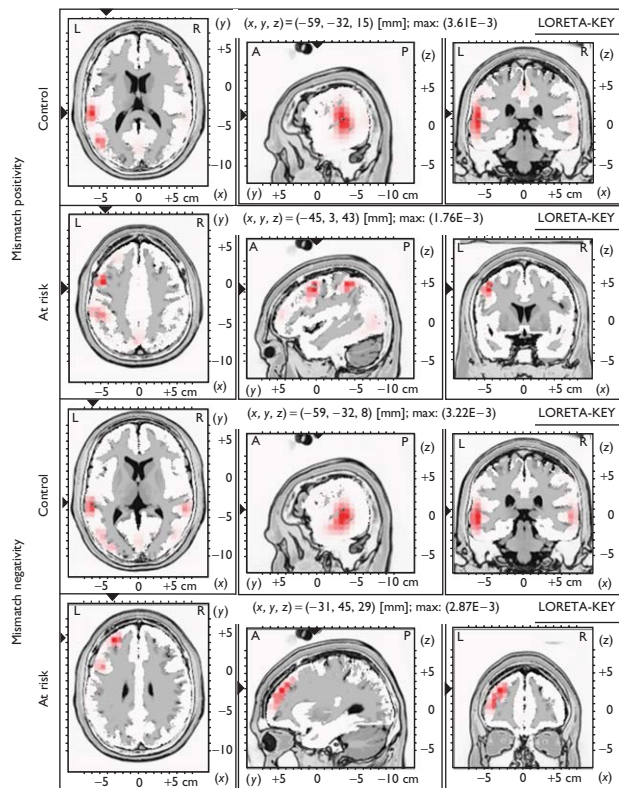 Mismatch positivity
Control
L R (y) (x, y, z) = (−59, −32, 15) [mm]; max: (3.61E−3) LORETA-KEY
A P (z) L R (z)
+5 0 −5 −10
+5 0 −5
+5 0 −5
−5 0 +5 cm (x) (y) +5 0 −5 −10 cm −5 0 +5 cm (x)
At risk
L R (y) (x, y, z) = (−45, 3, 43) [mm]; max: (1.76E−3) LORETA-KEY
A P (z) L R (z)
+5 0 −5 −10
+5 0 −5
+5 0 −5
−5 0 +5 cm (x) (y) +5 0 −5 −10 cm −5 0 +5 cm (x)
Mismatch negativity
Control
L R (y) (x, y, z) = (−59, −32, 8) [mm]; max: (3.22E−3) LORETA-KEY
A P (z) L R (z)
+5 0 −5 −10
+5 0 −5
+5 0 −5
−5 0 +5 cm (x) (y) +5 0 −5 −10 cm −5 0 +5 cm (x)
At risk
L R (y) (x, y, z) = (−31, 45, 29) [mm]; max: (2.87E−3) LORETA-KEY
A P (z) L R (z)
+5 0 −5 −10
+5 0 −5
+5 0 −5
−5 0 +5 cm (x) (y) +5 0 −5 −10 cm −5 0 +5 cm (x)